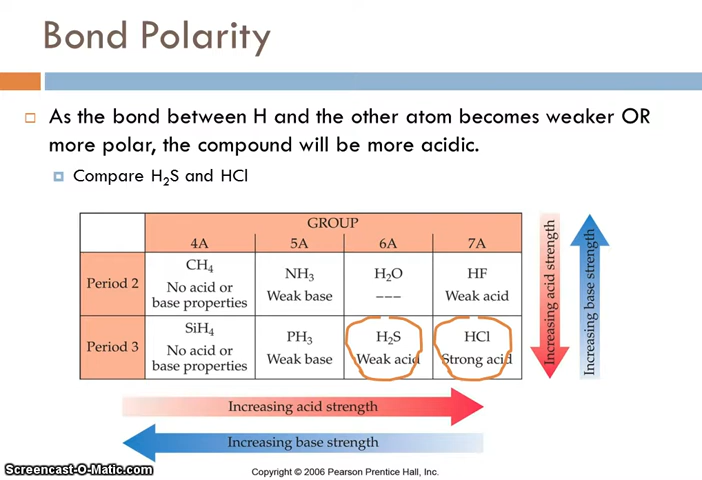 Bond Polarity
As the bond between H and the other atom becomes weaker OR
more polar, the compound will be more acidic.
Compare H₂S and HCl
GROUP
4A 5A 6A 7A
Period 2
CH₄
No acid or
base properties
NH₃
Weak base
H₂O
---
HF
Weak acid
Period 3
SiH₄
No acid or
base properties
PH₃
Weak base
H₂S
Weak acid
HCl
Strong acid
Increasing acid strength
Increasing base strength
Increasing acid strength
Increasing base strength
Copyright © 2006 Pearson Prentice Hall, Inc.
Screencast-O-Matic.com